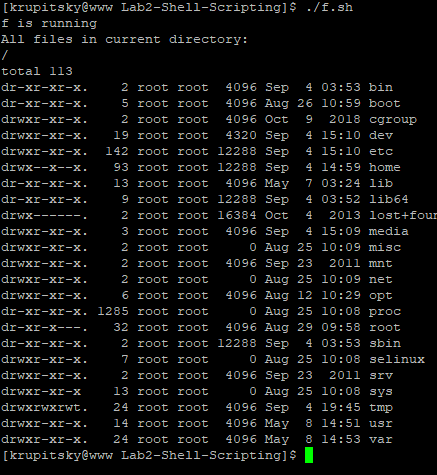 [krupitsky@www Lab2-Shell-Scripting]$ ./f.sh
f is running
All files in current directory:
/
total 113
dr-xr-xr-x. 2 root root 4096 Sep 4 03:53 bin
dr-xr-xr-x. 5 root root 4096 Aug 26 10:59 boot
drwxr-xr-x. 2 root root 4096 Oct 9 2018 cgroup
drwxr-xr-x. 19 root root 4320 Sep 4 15:10 dev
drwxr-xr-x. 142 root root 12288 Sep 4 15:10 etc
drwx--x--x. 93 root root 12288 Sep 4 14:59 home
dr-xr-xr-x. 13 root root 4096 May 7 03:24 lib
dr-xr-xr-x. 9 root root 12288 Sep 4 03:52 lib64
drwx------. 2 root root 16384 Oct 4 2013 lost+foun
drwxr-xr-x. 3 root root 4096 Sep 4 15:09 media
drwxr-xr-x. 2 root root 0 Aug 25 10:09 misc
drwxr-xr-x. 2 root root 4096 Sep 23 2011 mnt
drwxr-xr-x. 2 root root 0 Aug 25 10:09 net
drwxr-xr-x. 6 root root 4096 Aug 12 10:29 opt
dr-xr-xr-x. 1285 root root 0 Aug 25 10:08 proc
dr-xr-x---. 32 root root 4096 Aug 29 09:58 root
dr-xr-xr-x. 2 root root 12288 Sep 4 03:53 sbin
drwxr-xr-x. 7 root root 0 Aug 25 10:08 selinux
drwxr-xr-x. 2 root root 4096 Sep 23 2011 srv
drwxr-xr-x 13 root root 0 Aug 25 10:08 sys
drwxrwxrwt. 24 root root 4096 Sep 4 19:45 tmp
drwxr-xr-x. 14 root root 4096 May 8 14:51 usr
drwxr-xr-x. 24 root root 4096 May 8 14:53 var
[krupitsky@www Lab2-Shell-Scripting]$